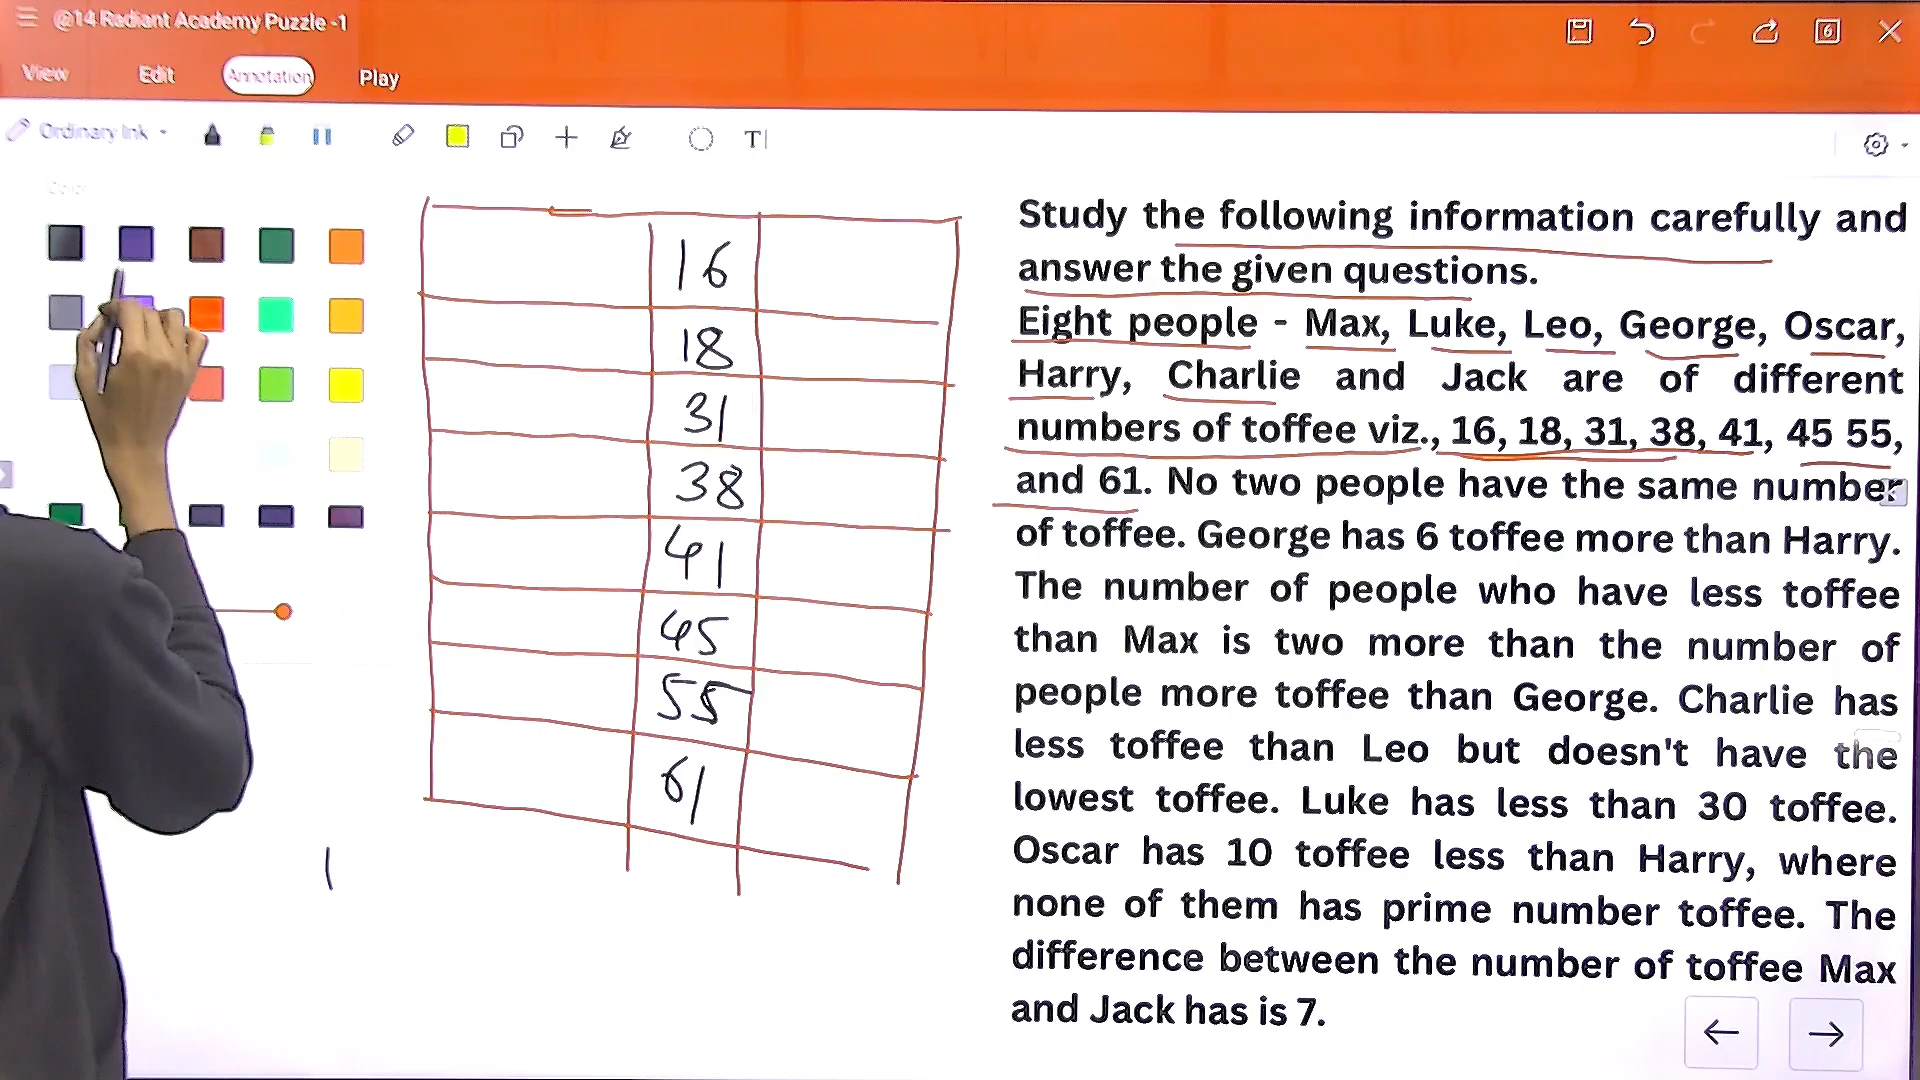 @14 Radiant Academy Puzzle -1
View Edit Annotation Play
Ordinary Ink
T|
Color
16
18
31
38
41
45
55
61
Study the following information carefully and
answer the given questions.
Eight people - Max, Luke, Leo, George, Oscar,
Harry, Charlie and Jack are of different
numbers of toffee viz., 16, 18, 31, 38, 41, 45 55,
and 61. No two people have the same number
of toffee. George has 6 toffee more than Harry.
The number of people who have less toffee
than Max is two more than the number of
people more toffee than George. Charlie has
less toffee than Leo but doesn't have the
lowest toffee. Luke has less than 30 toffee.
Oscar has 10 toffee less than Harry, where
none of them has prime number toffee. The
difference between the number of toffee Max
and Jack has is 7.
6